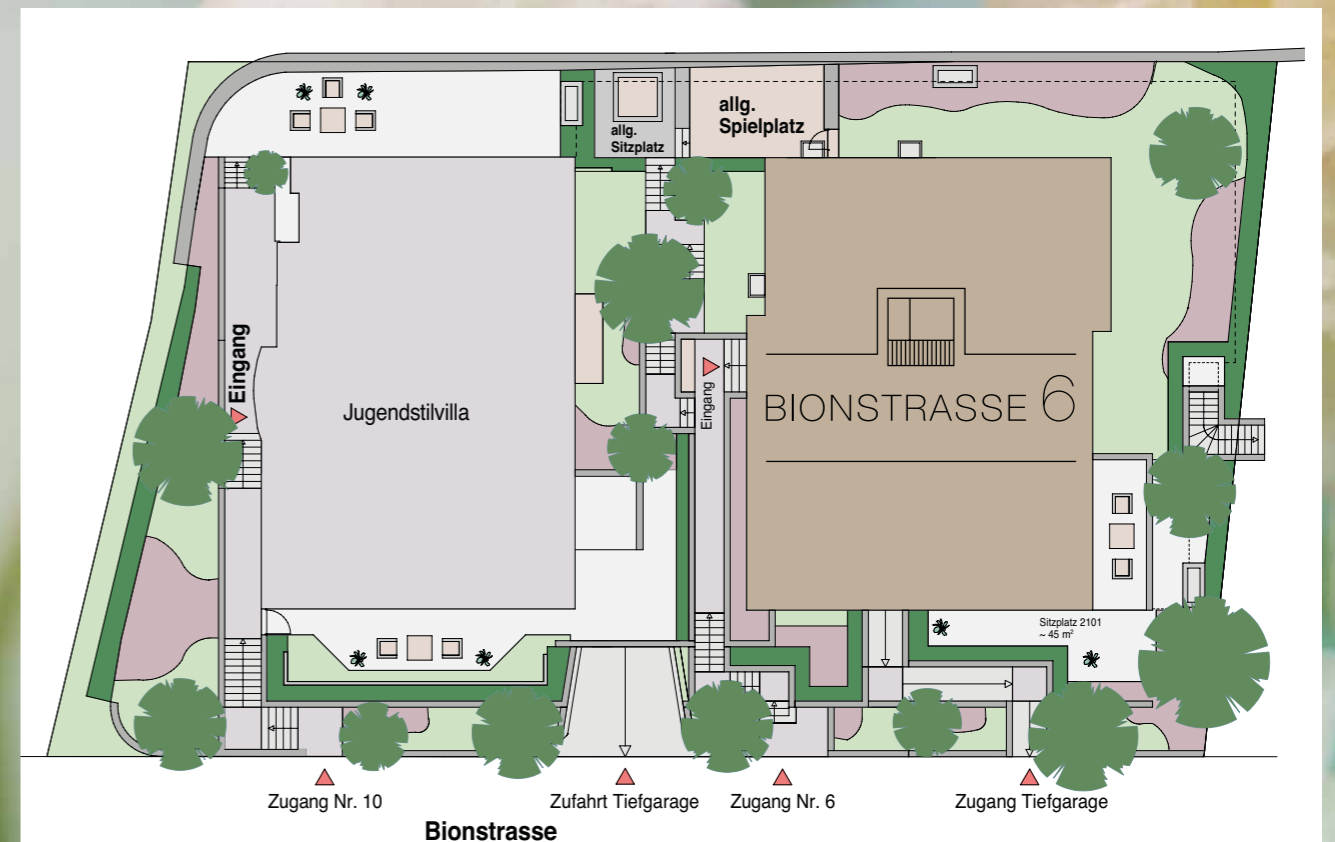 allg.
Sitzplatz
allg.
Spielplatz
Eingang
Jugendstilvilla
Eingang
BIONSTRASSE 6
Sitzplatz 2101
~ 45 m²
Zugang Nr. 10
Zufahrt Tiefgarage
Zugang Nr. 6
Zugang Tiefgarage
Bionstrasse